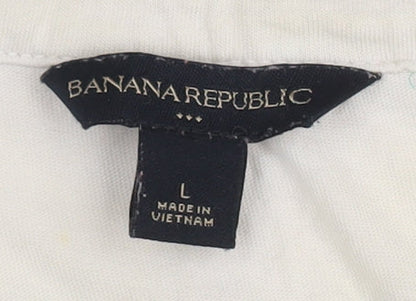 BANANA REPUBLIC
L
MADE IN
VIETNAM